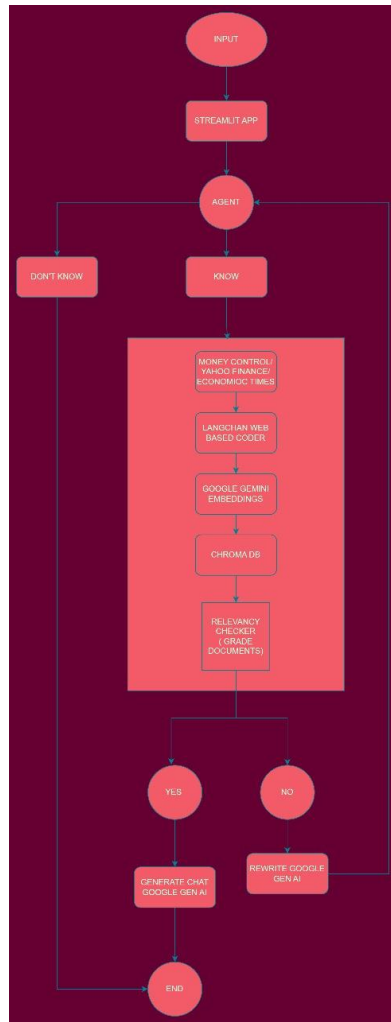 INPUT
STREAMLIT APP
AGENT
DON'T KNOW
KNOW
MONEY CONTROL/
YAHOO FINANCE/
ECONOMIOC TIMES
LANGCHAN WEB
BASED CODER
GOOGLE GEMINI
EMBEDDINGS
CHROMA DB
RELEVANCY
CHECKER
( GRADE
DOCUMENTS)
YES
NO
GENERATE CHAT
GOOGLE GEN AI
REWRITE GOOGLE
GEN AI
END